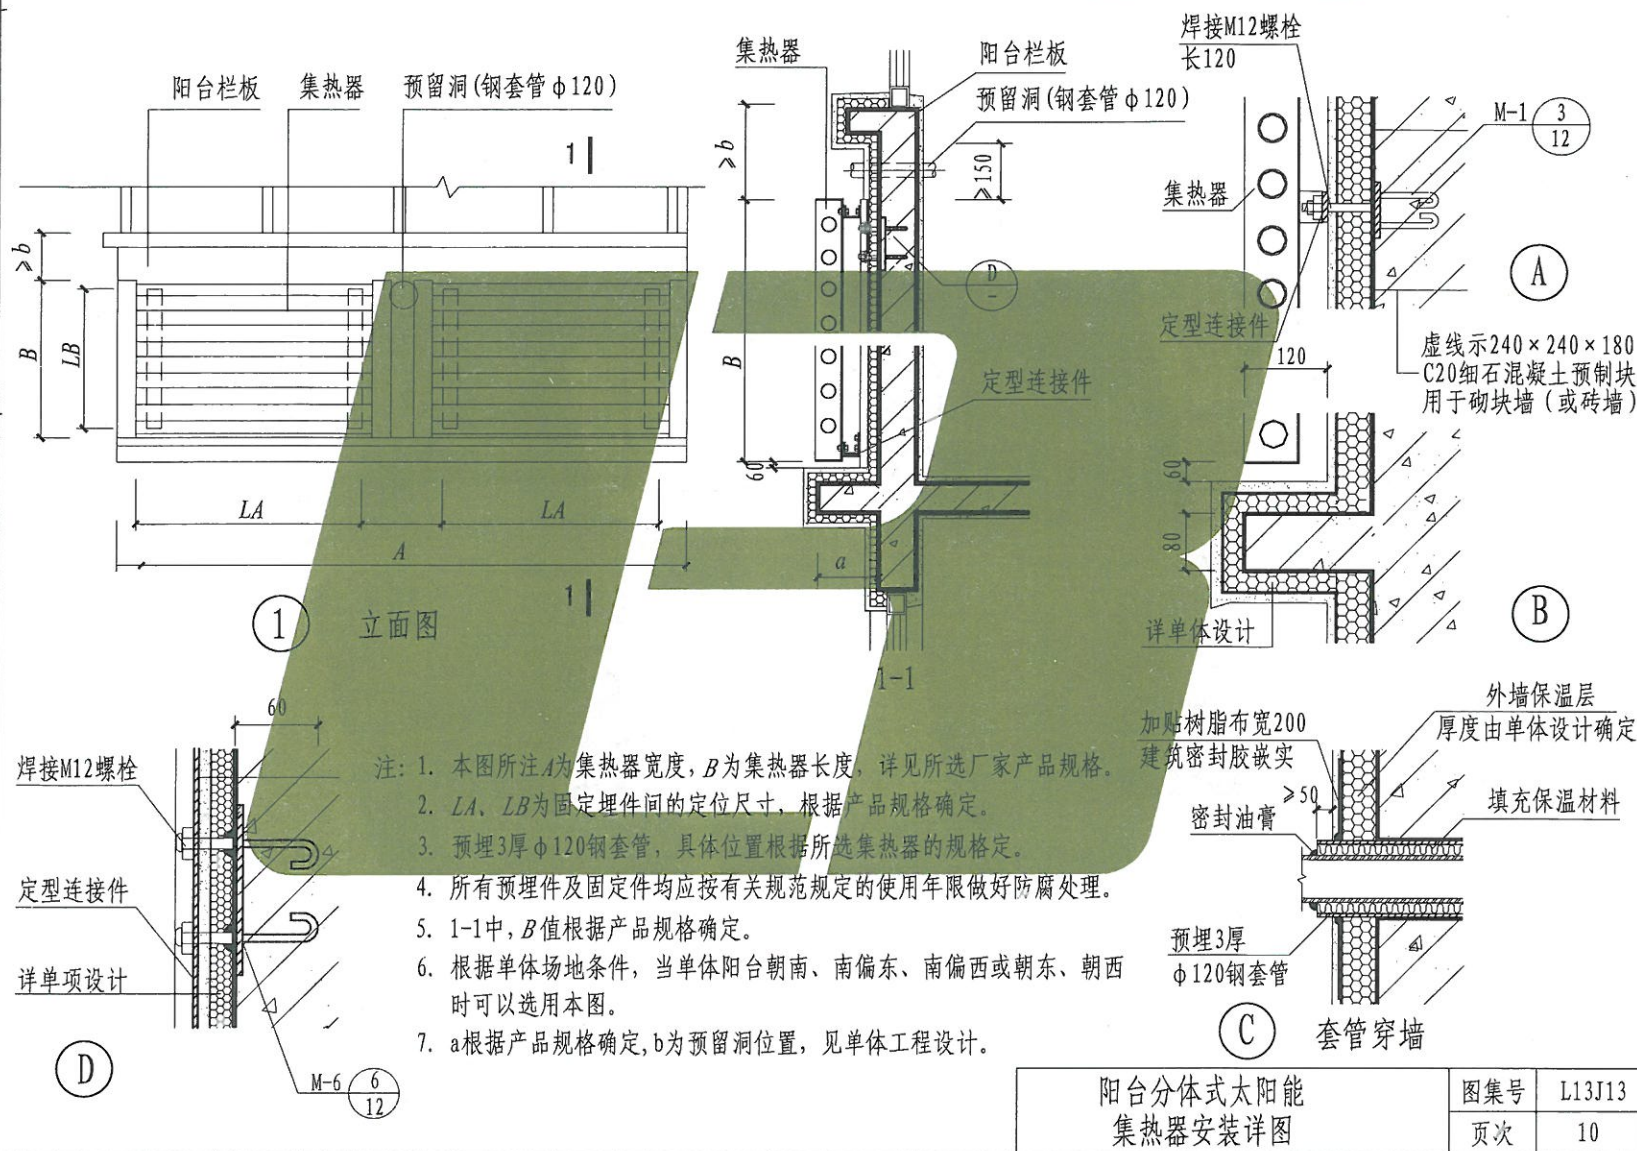 阳台栏板
集热器
预留洞(钢套管φ120)
1
≥b
B
LB
LA
LA
A
1
1
立面图
集热器
阳台栏板
预留洞(钢套管φ120)
≥b
≥150
D
-
B
定型连接件
60
a
1-1
焊接M12螺栓
长120
M-1
3
12
集热器
A
定型连接件
120
虚线示240×240×180
C20细石混凝土预制块
用于砌块墙(或砖墙)
60
80
B
详单体设计
60
焊接M12螺栓
定型连接件
详单项设计
D
M-6
6
12
注: 1. 本图所注A为集热器宽度, B为集热器长度, 详见所选厂家产品规格。
2. LA、LB为固定埋件间的定位尺寸, 根据产品规格确定。
3. 预埋3厚φ120钢套管, 具体位置根据所选集热器的规格定。
4. 所有预埋件及固定件均应按有关规范规定的使用年限做好防腐处理。
5. 1-1中, B值根据产品规格确定。
6. 根据单体场地条件, 当单体阳台朝南、南偏东、南偏西或朝东、朝西
时可以选用本图。
7. a根据产品规格确定, b为预留洞位置, 见单体工程设计。
外墙保温层
厚度由单体设计确定
加贴树脂布宽200
建筑密封胶嵌实
≥50
密封油膏
填充保温材料
预埋3厚
φ120钢套管
C
套管穿墙
阳台分体式太阳能
集热器安装详图
图集号
L13J13
页次
10